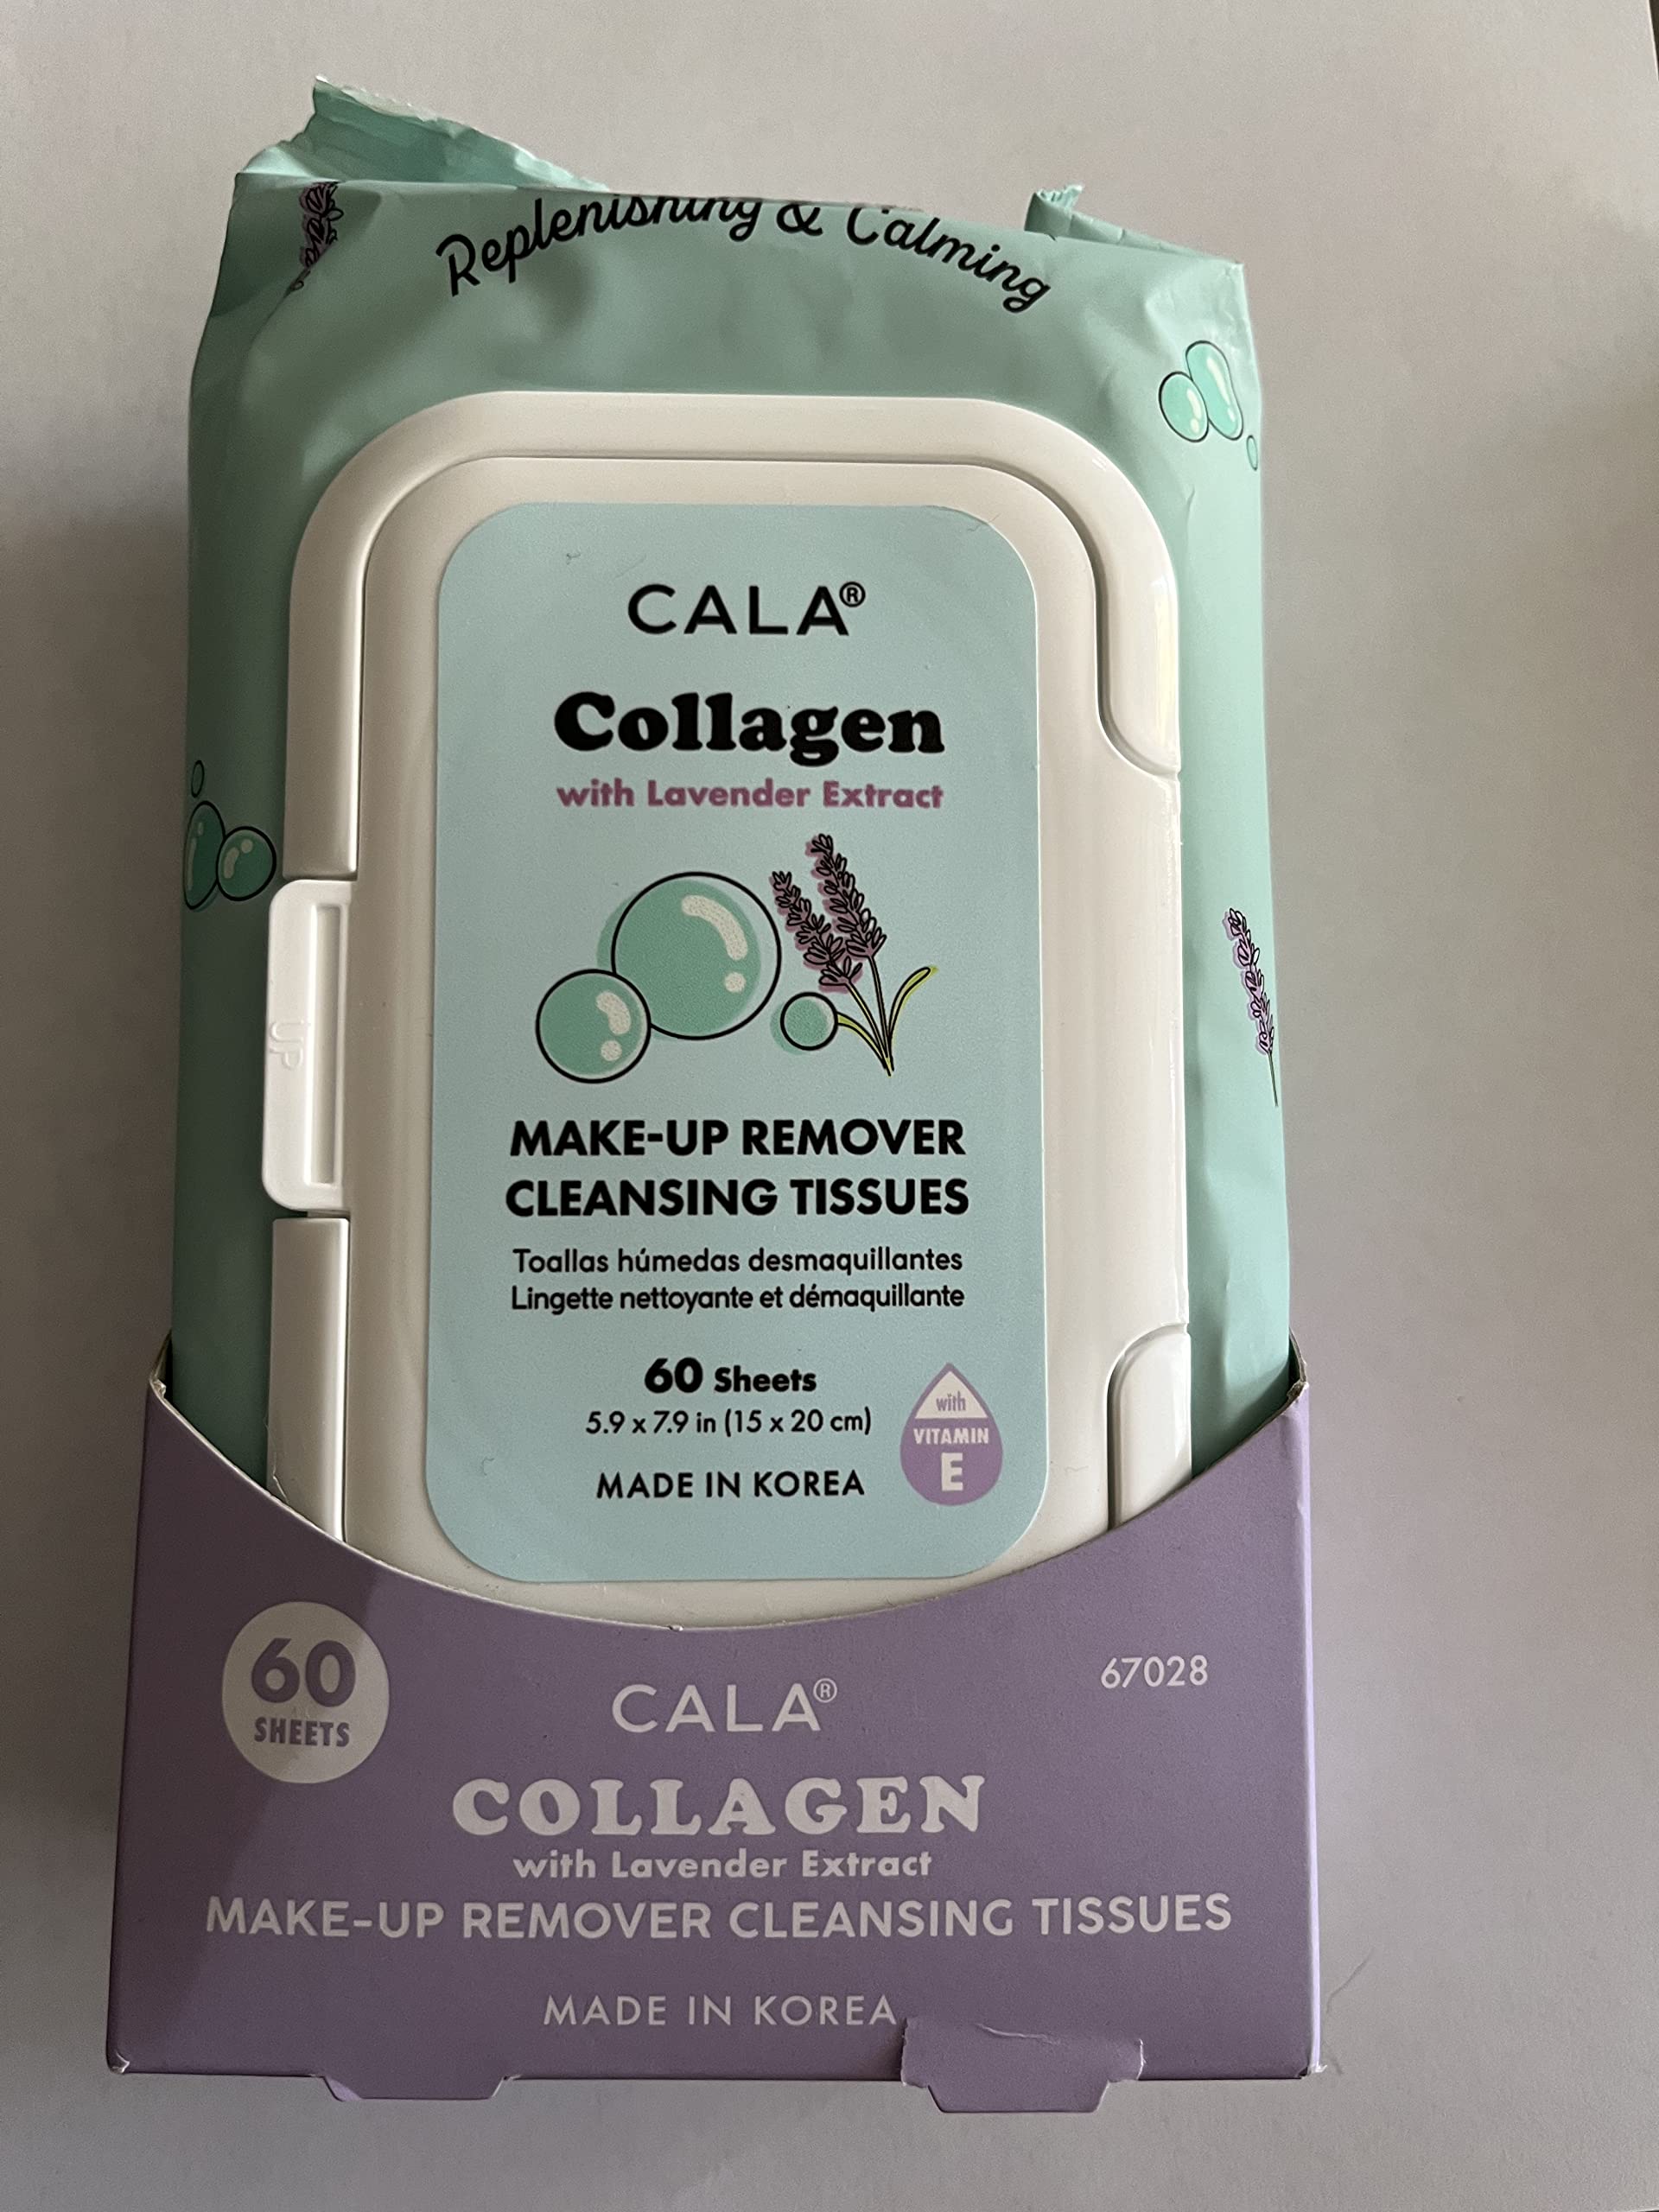 Replenishing & Calming
CALA®
Collagen
with Lavender Extract
UP
MAKE-UP REMOVER
CLEANSING TISSUES
Toallas húmedas desmaquillantes
Lingette nettoyante et démaquillante
60 Sheets
5.9 x 7.9 in (15 x 20 cm)
MADE IN KOREA
with
VITAMIN
E
60
SHEETS
CALA®
67028
COLLAGEN
with Lavender Extract
MAKE-UP REMOVER CLEANSING TISSUES
MADE IN KOREA